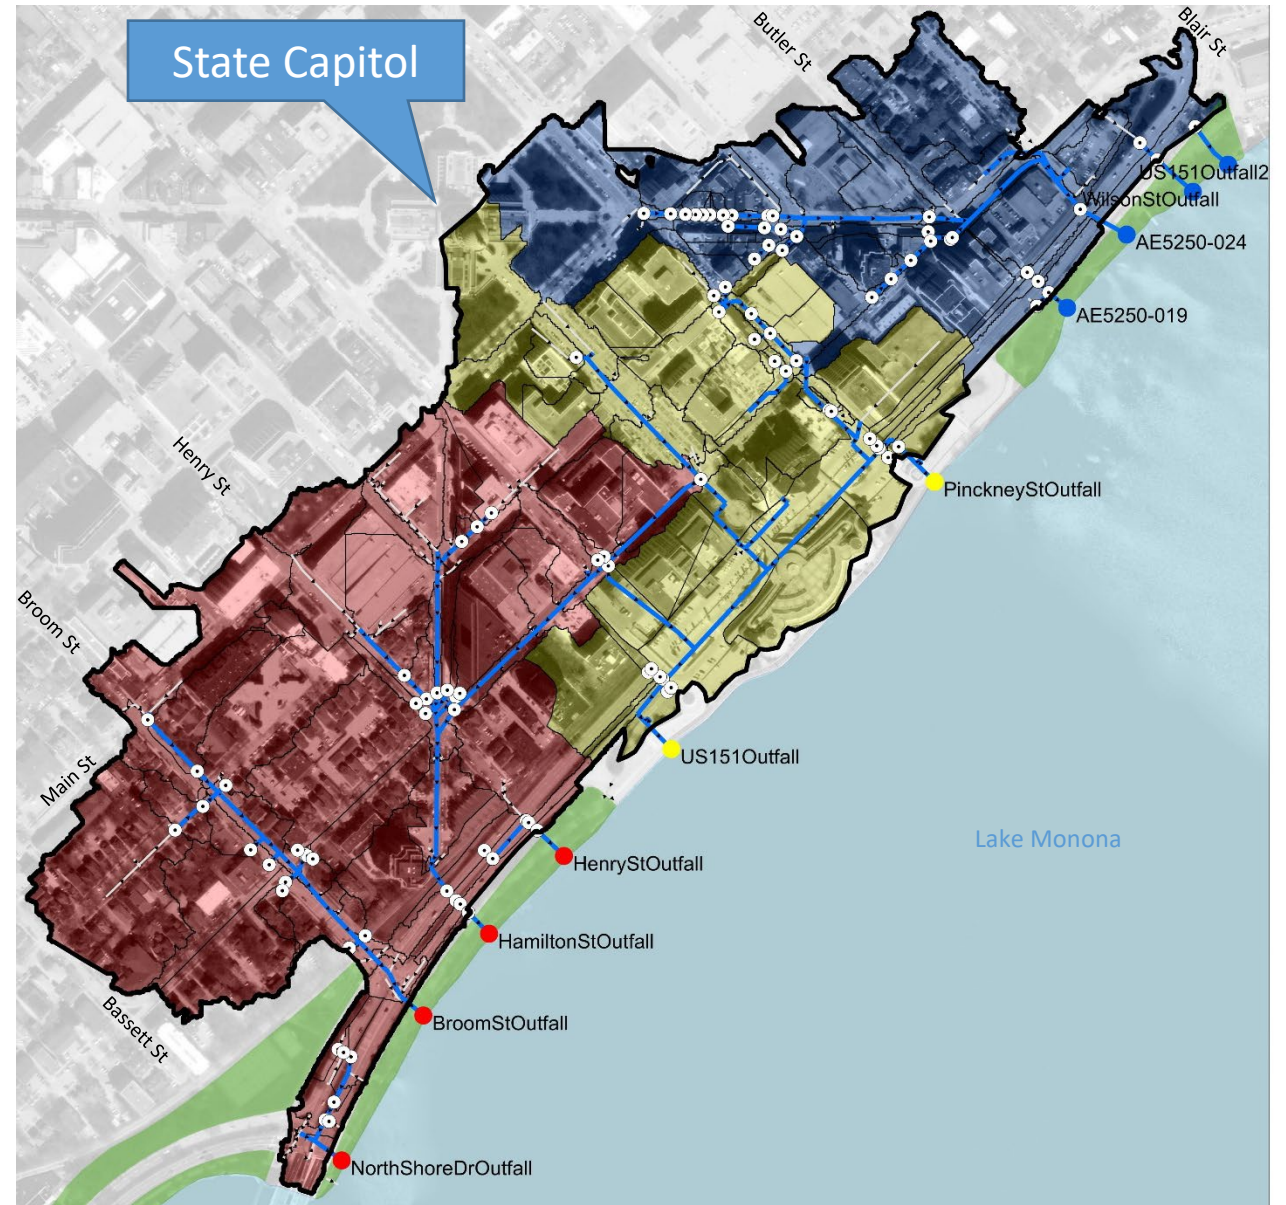 Blair St
Butler St
State Capitol
US151Outfall2
WilsonStOutfall
AE5250-024
AE5250-019
Henry St
PinckneyStOutfall
Broom St
US151Outfall
Main St
Lake Monona
HenryStOutfall
HamiltonStOutfall
Bassett St
BroomStOutfall
NorthShoreDrOutfall